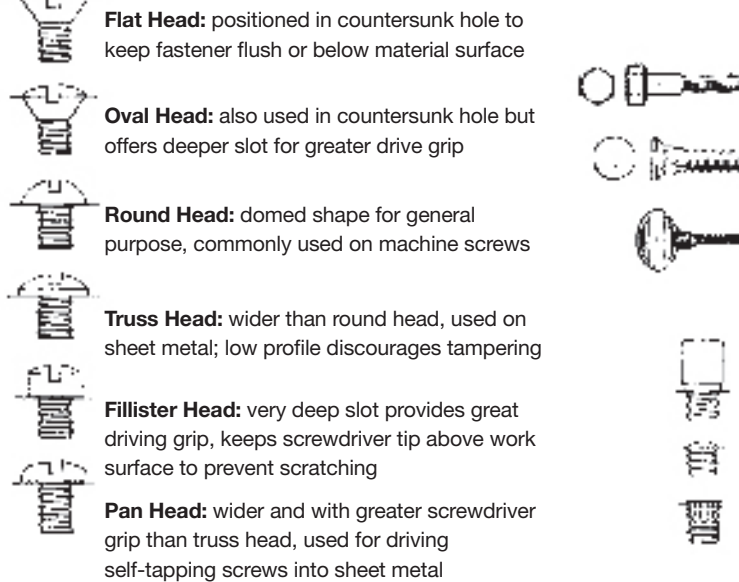 Flat Head: positioned in countersunk hole to
keep fastener flush or below material surface
Oval Head: also used in countersunk hole but
offers deeper slot for greater drive grip
Round Head: domed shape for general
purpose, commonly used on machine screws
Truss Head: wider than round head, used on
sheet metal; low profile discourages tampering
Fillister Head: very deep slot provides great
driving grip, keeps screwdriver tip above work
surface to prevent scratching
Pan Head: wider and with greater screwdriver
grip than truss head, used for driving
self-tapping screws into sheet metal